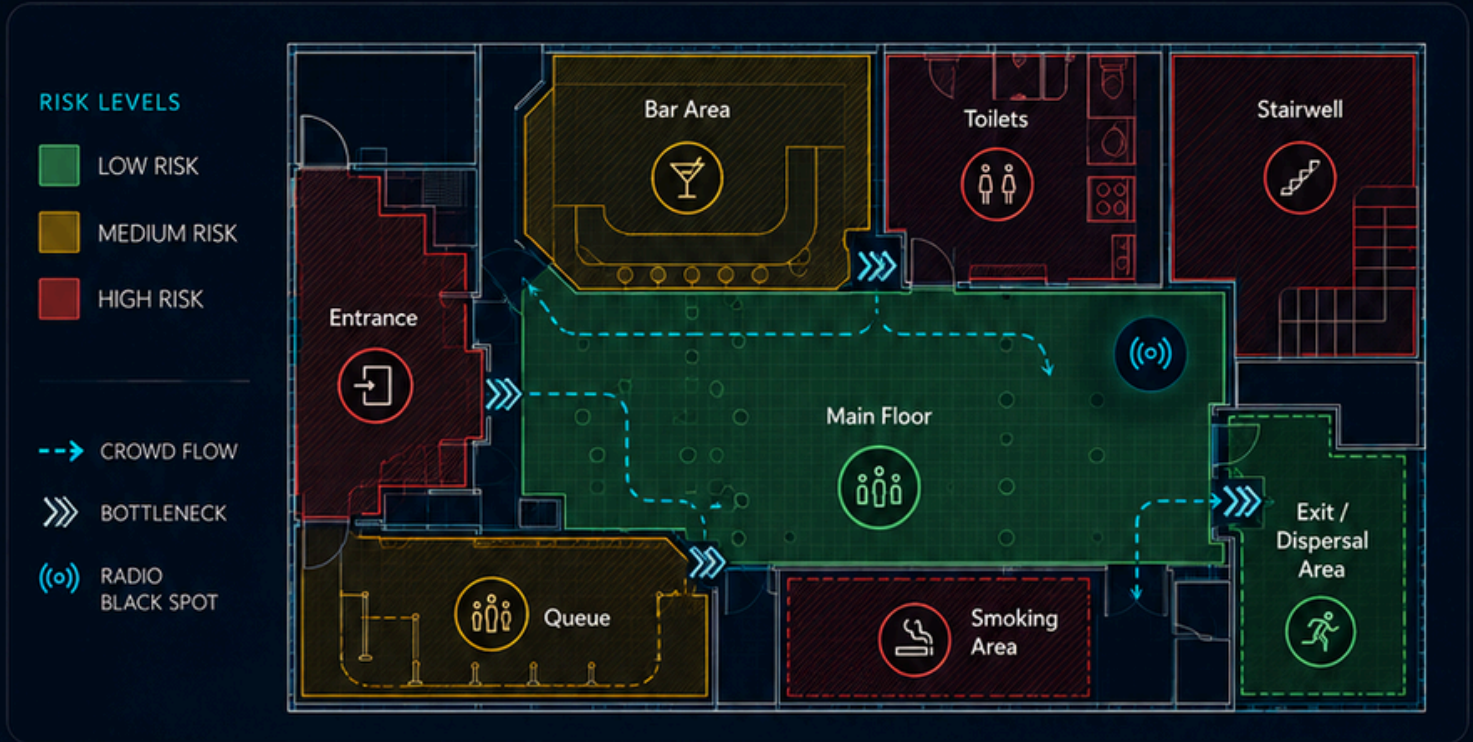 RISK LEVELS
LOW RISK
MEDIUM RISK
HIGH RISK
CROWD FLOW
BOTTLENECK
RADIO
BLACK SPOT
Bar Area
Toilets
Stairwell
Entrance
Main Floor
Exit /
Dispersal
Area
Queue
Smoking
Area